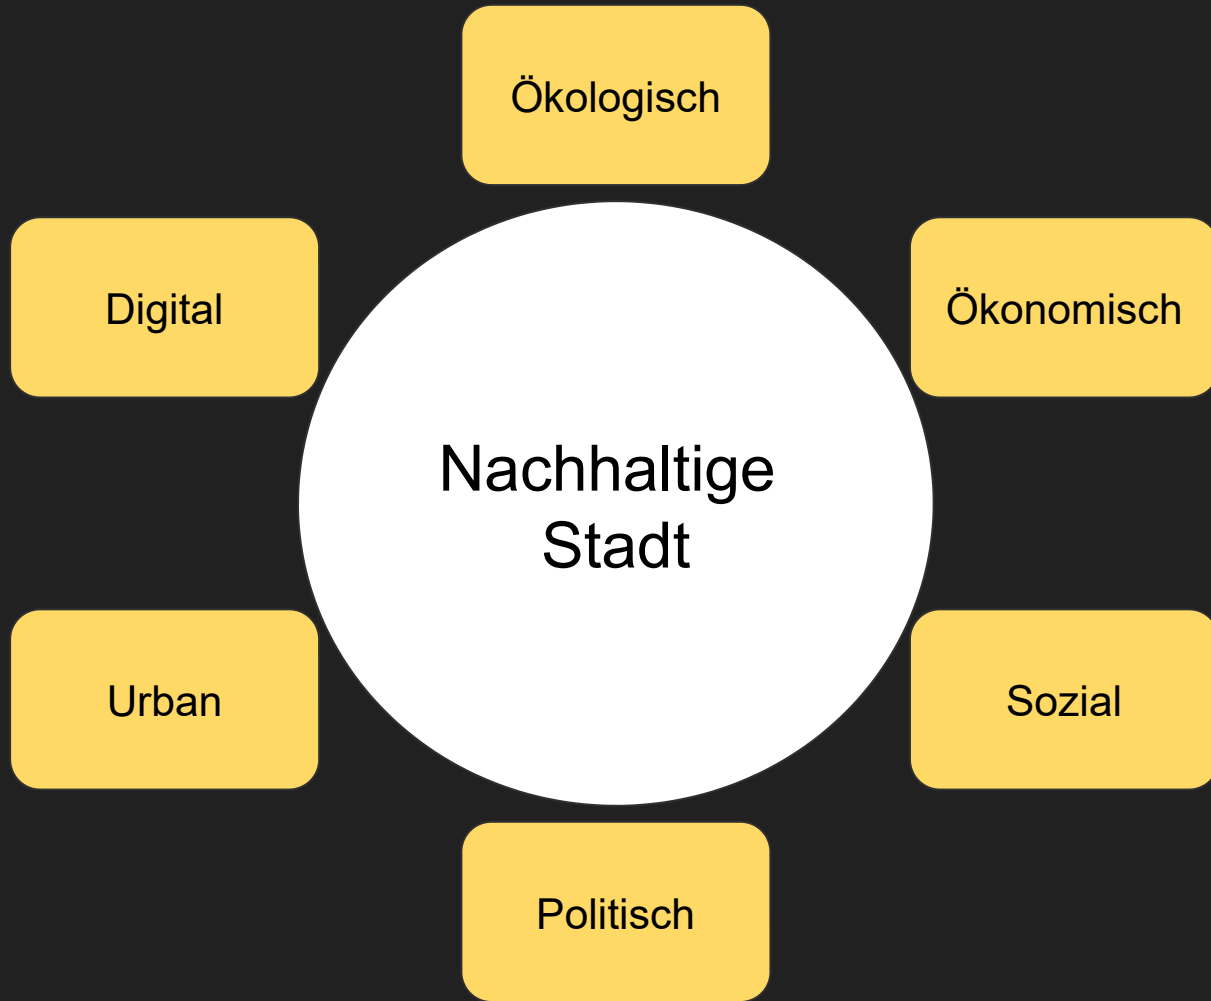 Ökologisch
Digital
Ökonomisch
Nachhaltige
Stadt
Urban
Sozial
Politisch